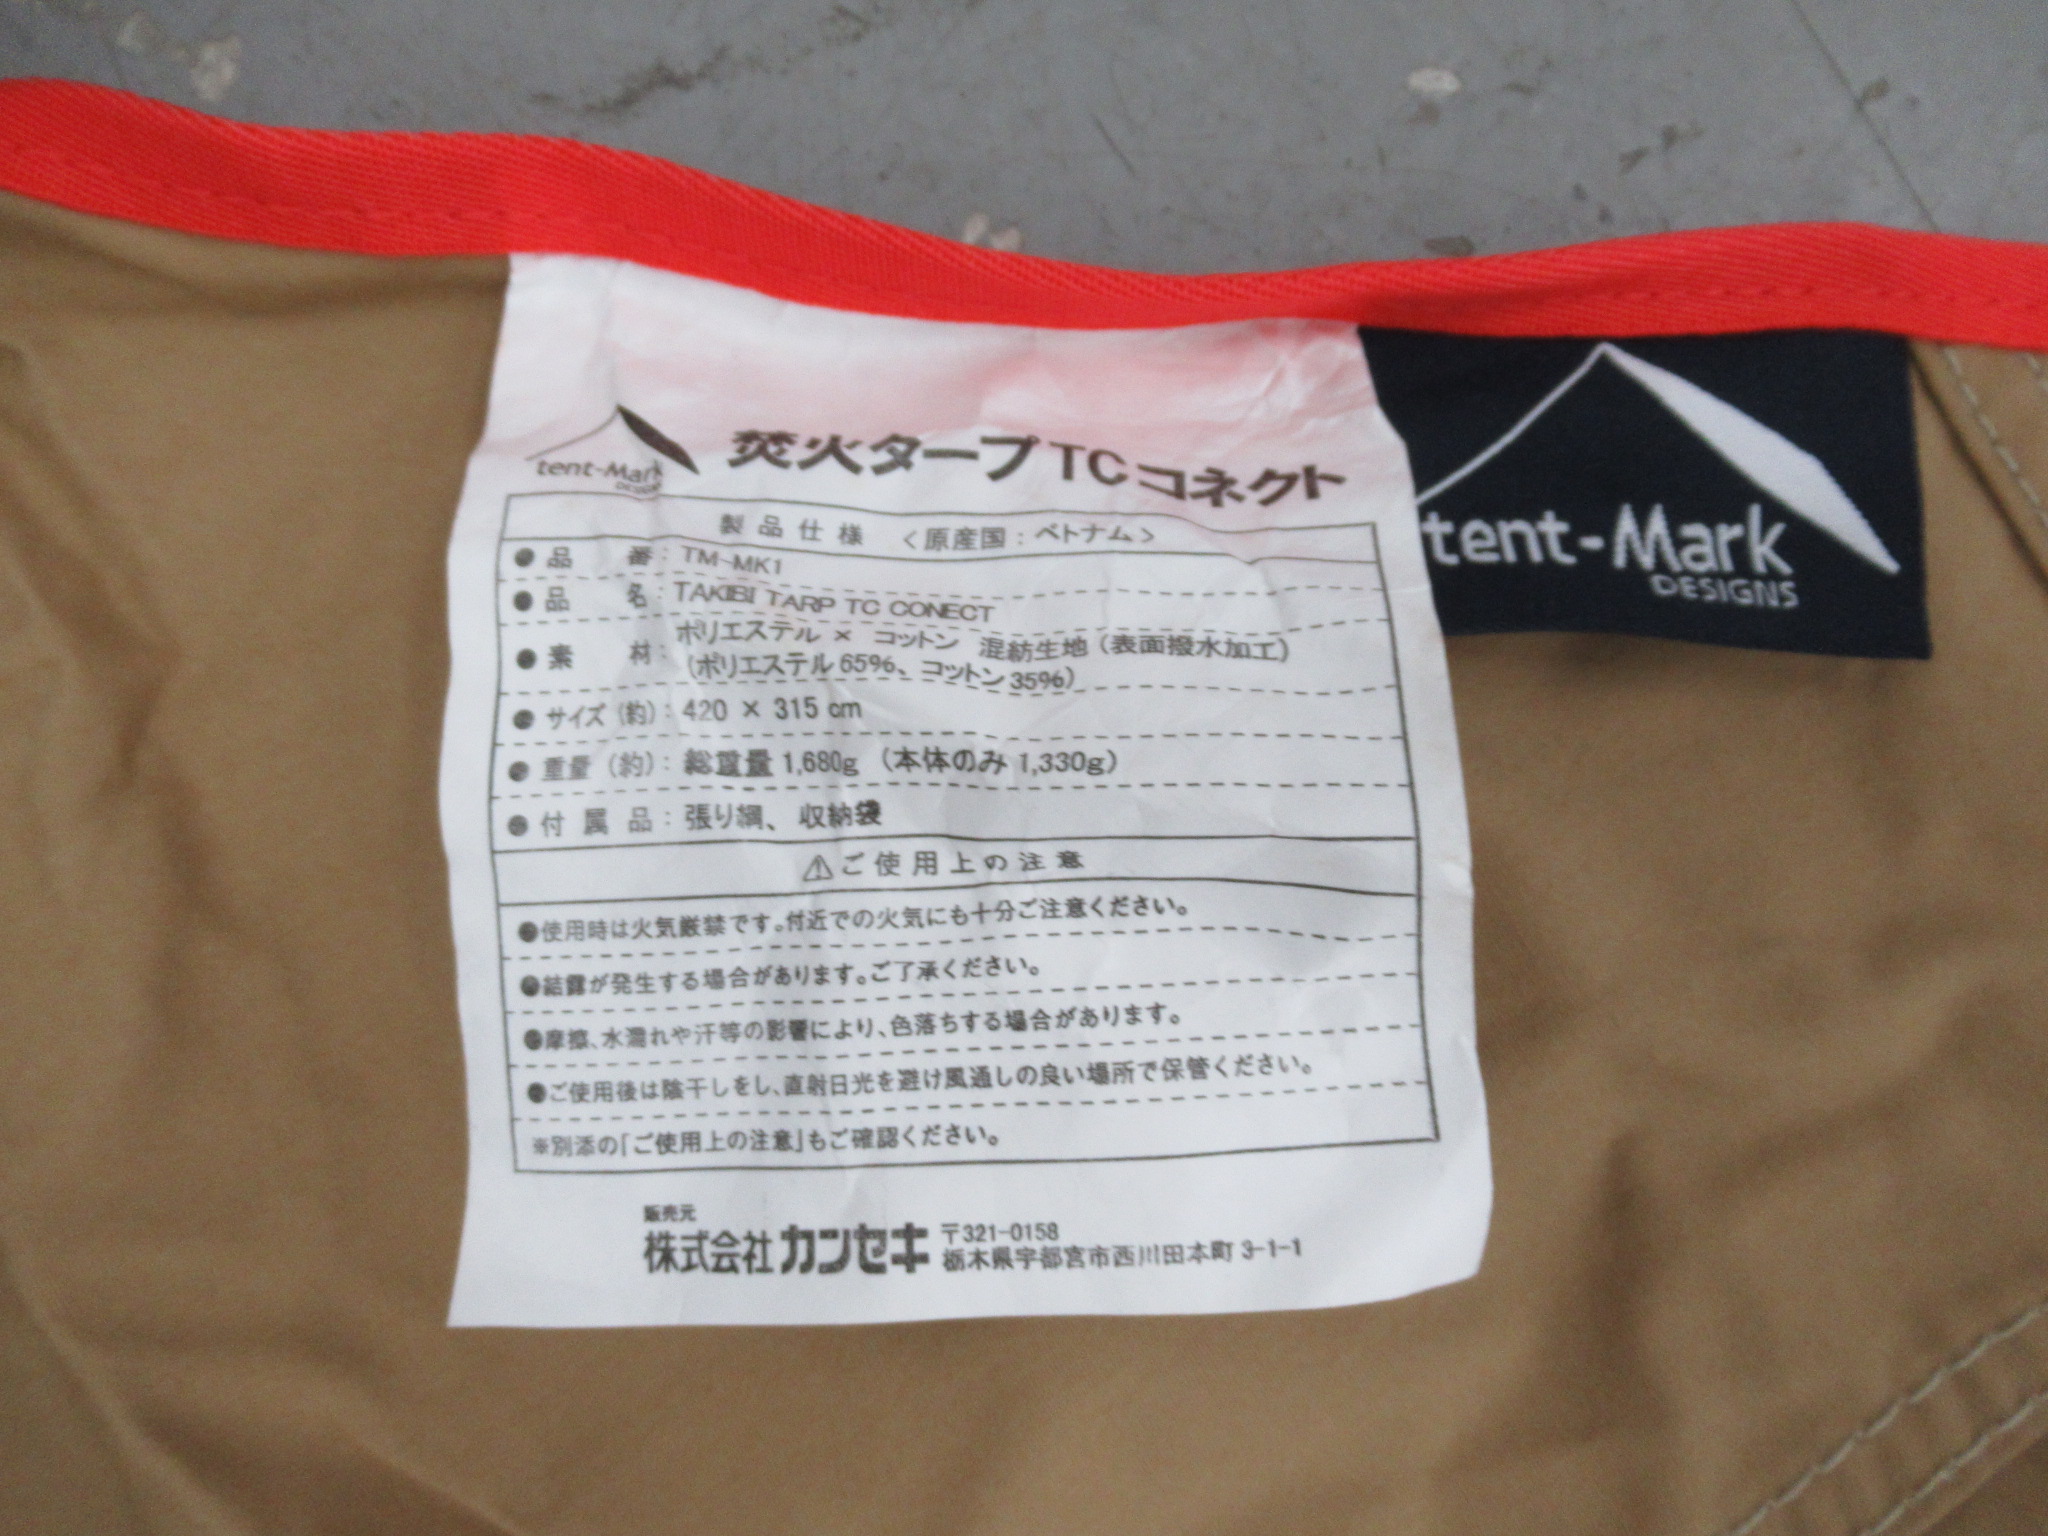 tent-Mark
DESIGNS
焚火タープTCコネクト
製品仕様 <原産国：ベトナム>
●品 番：TM-MK1
●品 名：TAKIBI TARP TC CONECT
●素 材：ポリエステル × コットン 混紡生地（表面撥水加工）
（ポリエステル65%、コットン35%）
●サイズ（約）：420 × 315 cm
●重量（約）：総重量 1,680g （本体のみ 1,330g）
●付属品：張り綱、収納袋
⚠ご使用上の注意
●使用時は火気厳禁です。付近での火気にも十分ご注意ください。
●結露が発生する場合があります。ご了承ください。
●摩擦、水濡れや汗等の影響により、色落ちする場合があります。
●ご使用後は陰干しをし、直射日光を避け風通しの良い場所で保管ください。
※別添の「ご使用上の注意」もご確認ください。
販売元
株式会社カンセキ 〒321-0158
栃木県宇都宮市西川田本町 3-1-1
tent-Mark
DESIGNS